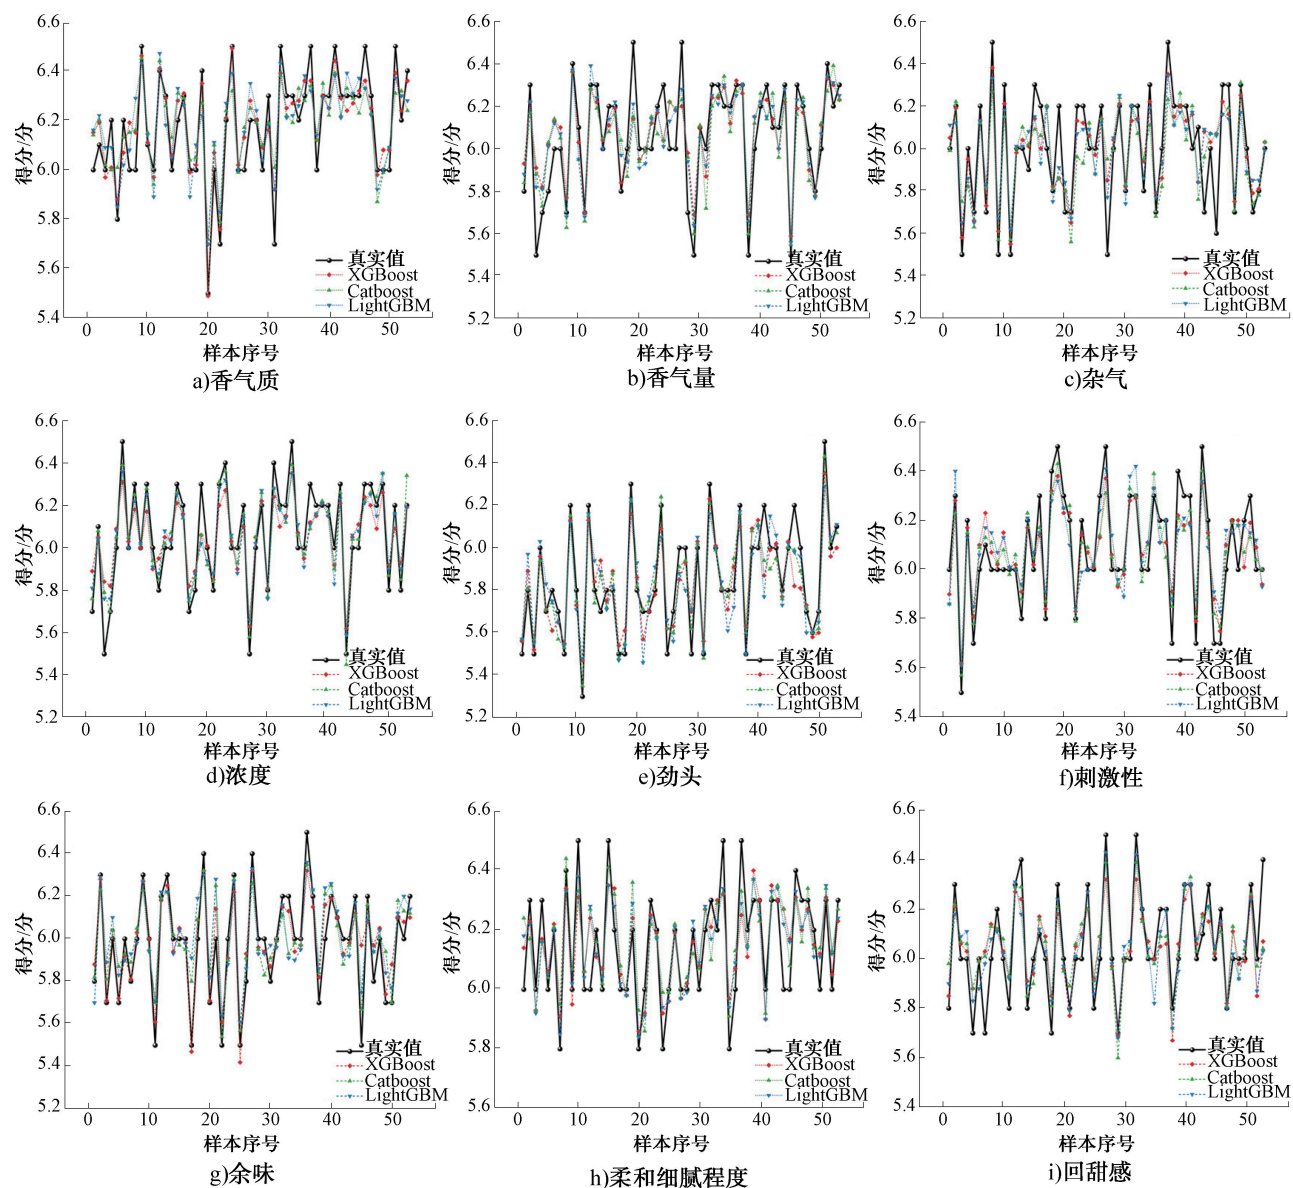 6.6
6.4
6.2
6.0
5.8
5.6
5.4
得分/分
0 10 20 30 40 50
样本序号
真实值
XGBoost
Catboost
LightGBM
a)香气质
6.6
6.4
6.2
6.0
5.8
5.6
5.4
5.2
得分/分
0 10 20 30 40 50
样本序号
真实值
XGBoost
Catboost
LightGBM
b)香气量
6.6
6.4
6.2
6.0
5.8
5.6
5.4
5.2
得分/分
0 10 20 30 40 50
样本序号
真实值
XGBoost
Catboost
LightGBM
c)杂气
6.6
6.4
6.2
6.0
5.8
5.6
5.4
5.2
得分/分
0 10 20 30 40 50
样本序号
真实值
XGBoost
Catboost
LightGBM
d)浓度
6.6
6.4
6.2
6.0
5.8
5.6
5.4
5.2
得分/分
0 10 20 30 40 50
样本序号
真实值
XGBoost
Catboost
LightGBM
e)劲头
6.6
6.4
6.2
6.0
5.8
5.6
5.4
得分/分
0 10 20 30 40 50
样本序号
真实值
XGBoost
Catboost
LightGBM
f)刺激性
6.6
6.4
6.2
6.0
5.8
5.6
5.4
5.2
得分/分
0 10 20 30 40 50
样本序号
真实值
XGBoost
Catboost
LightGBM
g)余味
6.6
6.4
6.2
6.0
5.8
5.6
得分/分
0 10 20 30 40 50
样本序号
真实值
XGBoost
Catboost
LightGBM
h)柔和细腻程度
6.6
6.4
6.2
6.0
5.8
5.6
5.4
得分/分
0 10 20 30 40 50
样本序号
真实值
XGBoost
Catboost
LightGBM
i)回甜感